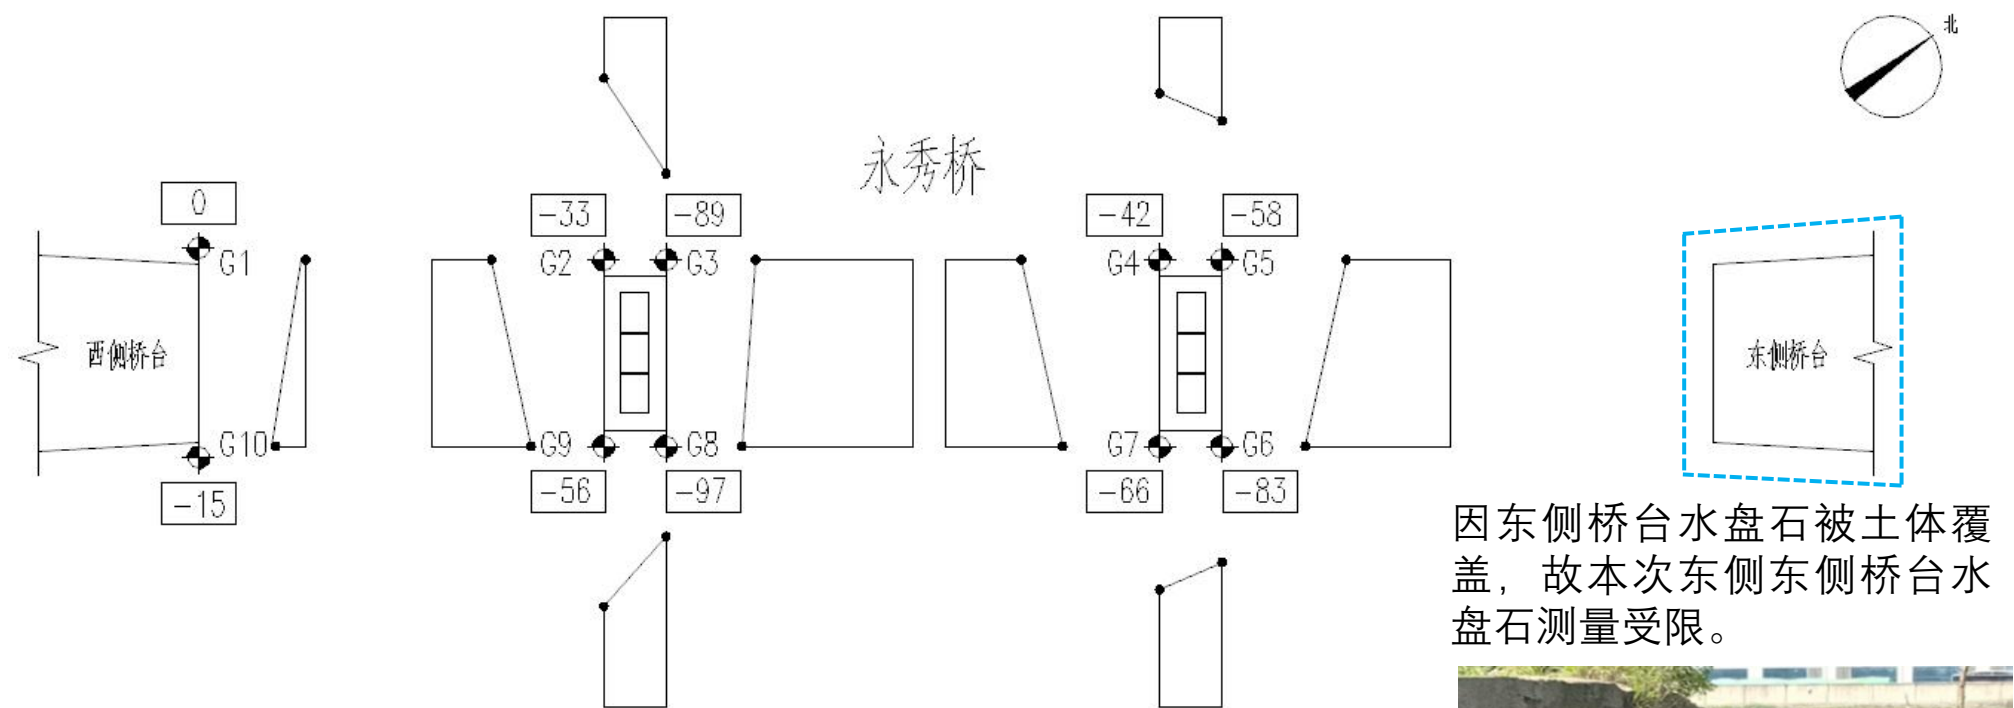 北
永秀桥
0
-33
-89
-42
-58
G1
G2
G3
G4
G5
西侧桥台
东侧桥台
G10
G9
G8
G7
G6
-15
-56
-97
-66
-83
因东侧桥台水盘石被土体覆
盖，故本次东侧东侧桥台水
盘石测量受限。